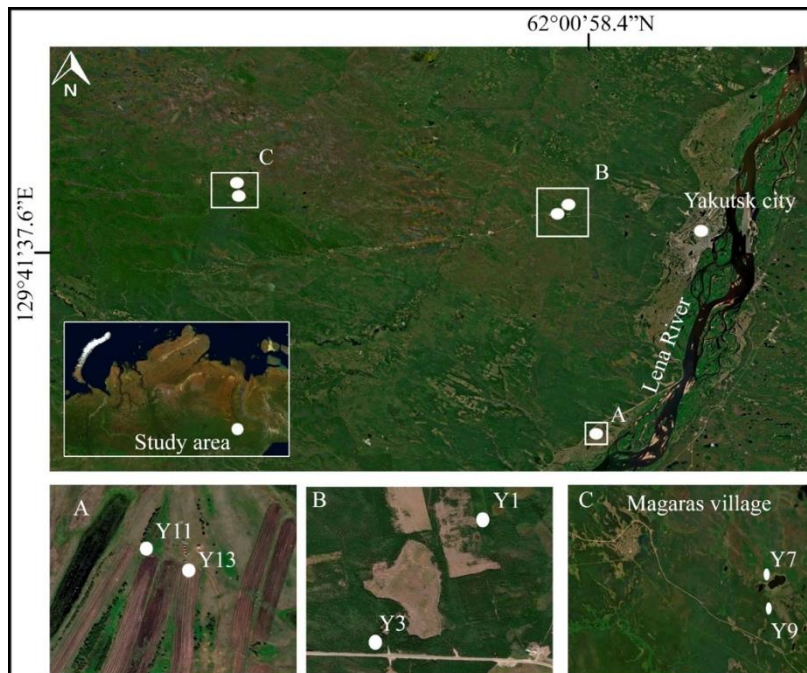 62°00’58.4”N
N
C
B
Yakutsk city
129°41’37.6”E
Lena River
A
Study area
A
Y11
Y13
B
Y1
Y3
C
Magaras village
Y7
Y9